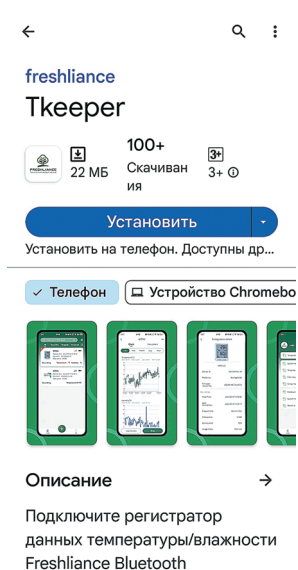 freshliance
Tkeeper
FRESHLIANCE
22 МБ
100+
Скачиван
ия
3+
3+
Установить
Установить на телефон. Доступны др...
Телефон
Устройство Chromebo
Описание
Подключите регистратор
данных температуры/влажности
Freshliance Bluetooth